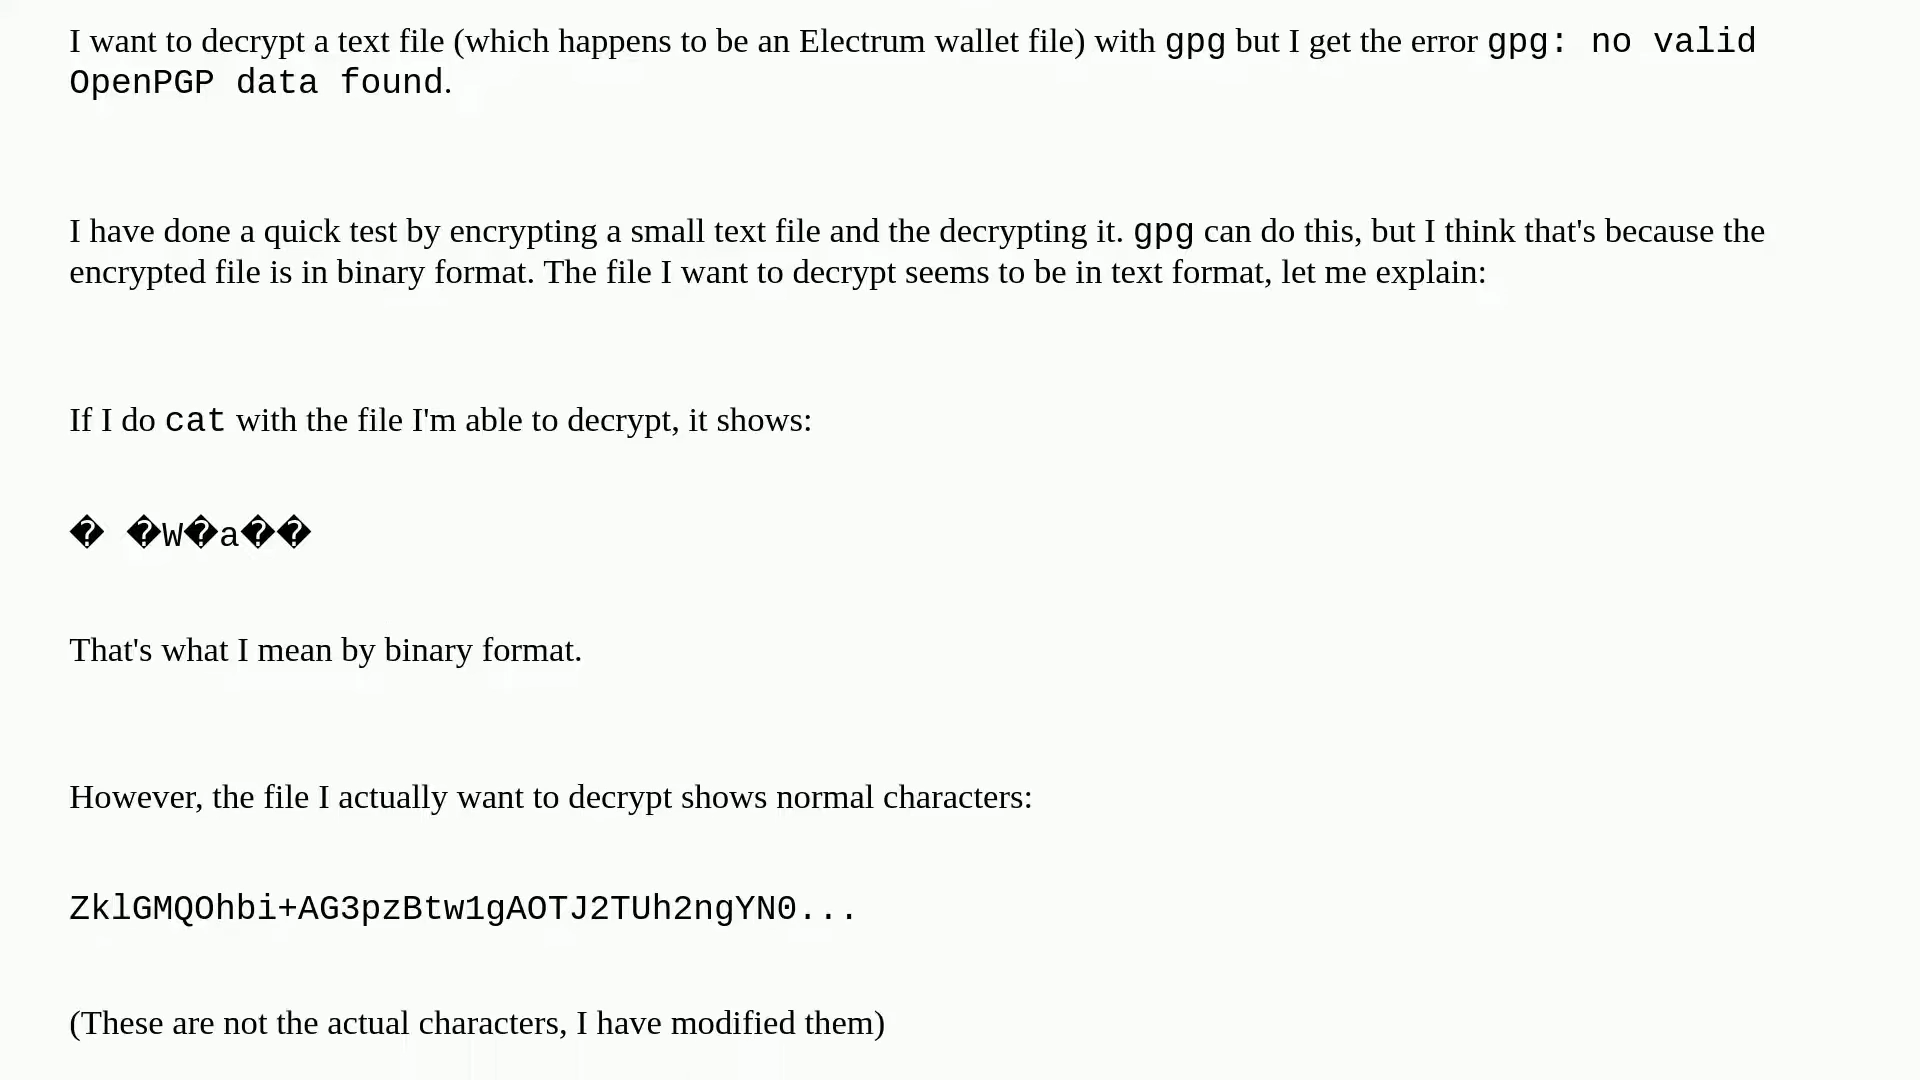 I want to decrypt a text file (which happens to be an Electrum wallet file) with gpg but I get the error gpg: no valid
OpenPGP data found.
I have done a quick test by encrypting a small text file and the decrypting it. gpg can do this, but I think that's because the
encrypted file is in binary format. The file I want to decrypt seems to be in text format, let me explain:
If I do cat with the file I'm able to decrypt, it shows:
� �W�a��
That's what I mean by binary format.
However, the file I actually want to decrypt shows normal characters:
ZklGMQOhbi+AG3pzBtw1gAOTJ2TUh2ngYN0...
(These are not the actual characters, I have modified them)